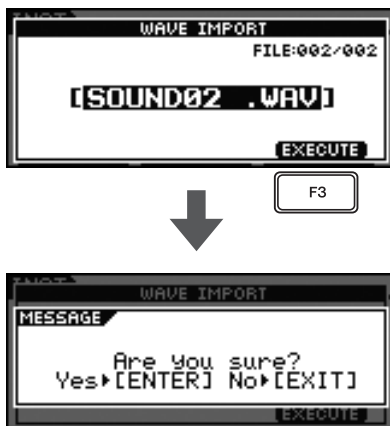 WAVE IMPORT
FILE:002/002
[SOUND02 .WAV]
EXECUTE
F3
WAVE IMPORT
MESSAGE
Are you sure?
Yes▶[ENTER] No▶[EXIT]
EXECUTE